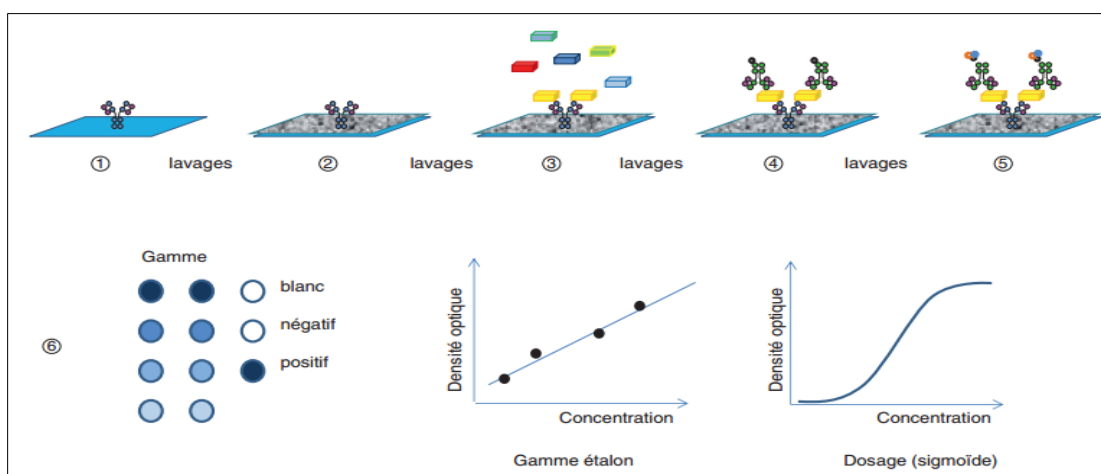 ① lavages ② lavages ③ lavages ④ lavages ⑤
Gamme
blanc
négatif
positif
⑥
Densité optique
Concentration
Gamme étalon
Densité optique
Concentration
Dosage (sigmoïde)